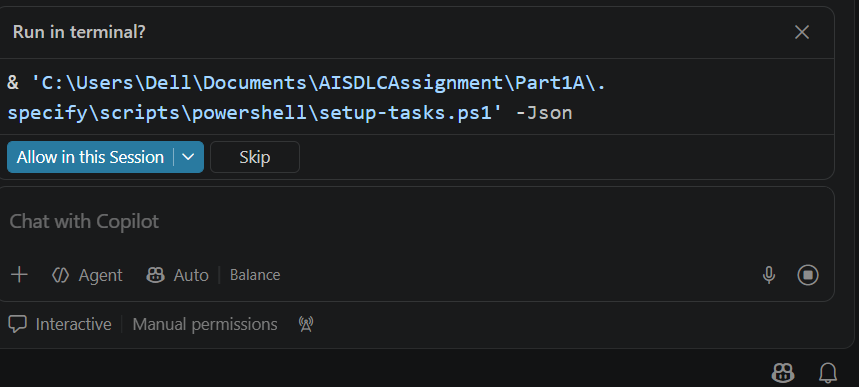 Run in terminal?
& 'C:\Users\Dell\Documents\AISDLCAssignment\Part1A\.
specify\scripts\powershell\setup-tasks.ps1' -Json
Allow in this Session
Skip
Chat with Copilot
Agent
Auto
Balance
Interactive
Manual permissions